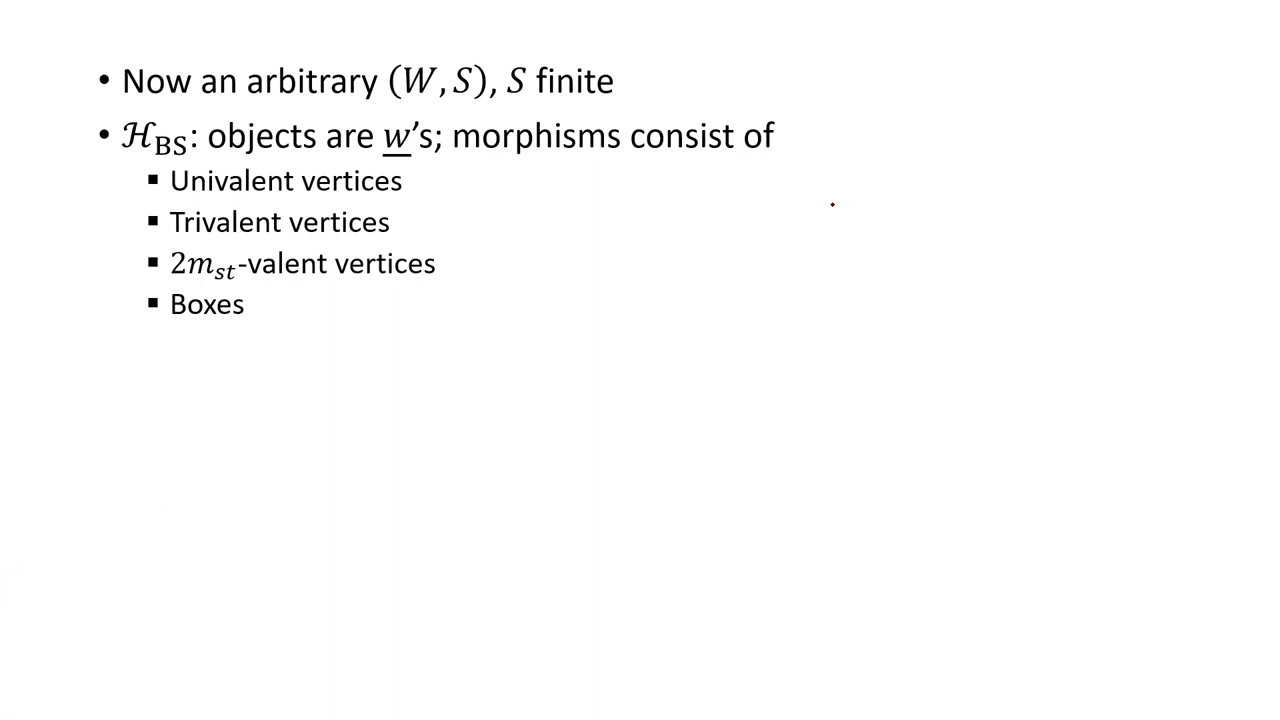 • Now an arbitrary (𝑊, 𝑆), 𝑆 finite
• ℋ_BS: objects are w̲’s; morphisms consist of
▪ Univalent vertices
▪ Trivalent vertices
▪ 2𝑚_𝑠𝑡-valent vertices
▪ Boxes